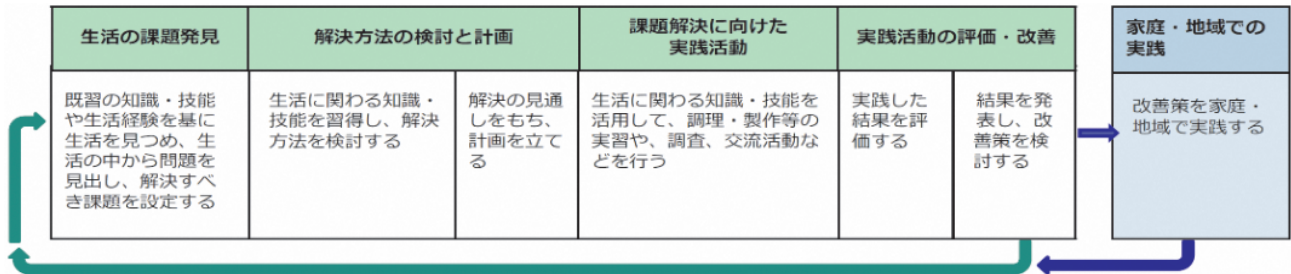 生活の課題発見
解決方法の検討と計画
課題解決に向けた
実践活動
実践活動の評価・改善
家庭・地域での
実践
既習の知識・技能
や生活経験を基に
生活を見つめ、生
活の中から問題を
見出し、解決すべ
き課題を設定する
生活に関わる知識・
技能を習得し、解決
方法を検討する
解決の見通
しをもち、
計画を立て
る
生活に関わる知識・技能を
活用して、調理・製作等の
実習や、調査、交流活動な
どを行う
実践した
結果を評
価する
結果を発
表し、改
善策を検
討する
改善策を家庭・
地域で実践する